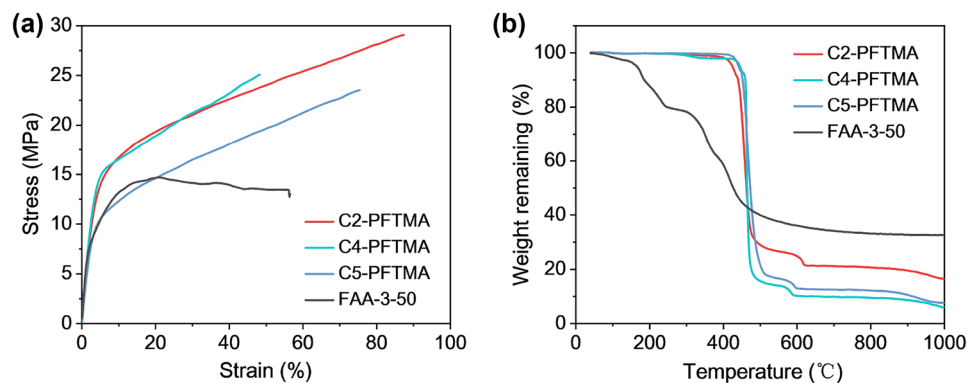 (a)
30
25
20
15
10
5
0
Stress (MPa)
C2-PFTMA
C4-PFTMA
C5-PFTMA
FAA-3-50
0 20 40 60 80 100
Strain (%)
(b)
100
80
60
40
20
0
Weight remaining (%)
C2-PFTMA
C4-PFTMA
C5-PFTMA
FAA-3-50
0 200 400 600 800 1000
Temperature (℃)